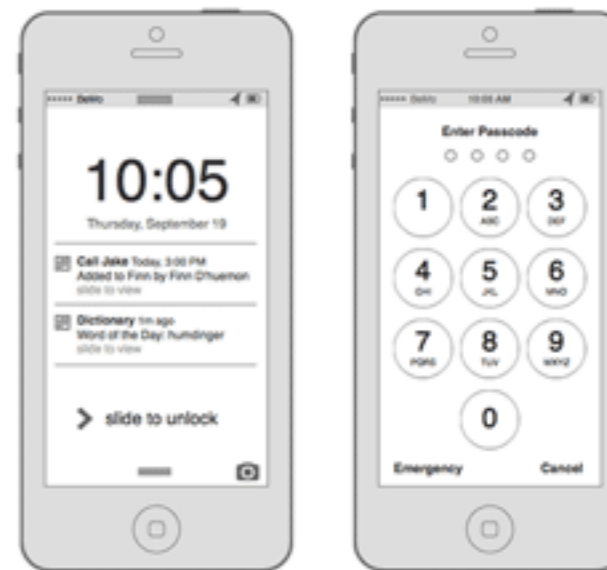 BeMo
10:05
Thursday, September 19
Call Jake Today, 3:00 PM
Added to Finn by Finn D'huemon
slide to view
Dictionary 1m ago
Word of the Day: humdinger
slide to view
slide to unlock
10:05 AM
Enter Passcode
1
2
ABC
3
DEF
4
GHI
5
JKL
6
MNO
7
PQRS
8
TUV
9
WXYZ
0
Emergency Cancel